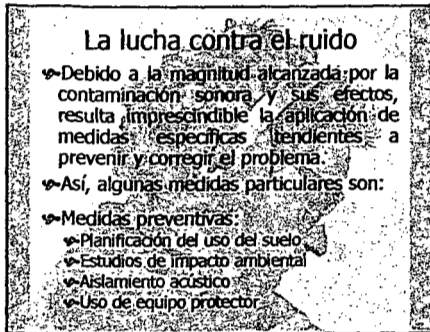 La lucha contra el ruido
Debido a la magnitud alcanzada por la
contaminación sonora y sus efectos,
resulta imprescindible la aplicación de
medidas específicas tendientes a
prevenir y corregir el problema.
Así, algunas medidas particulares son:
Medidas preventivas:
Planificación del uso del suelo
Estudios de impacto ambiental
Aislamiento acústico
Uso de equipo protector